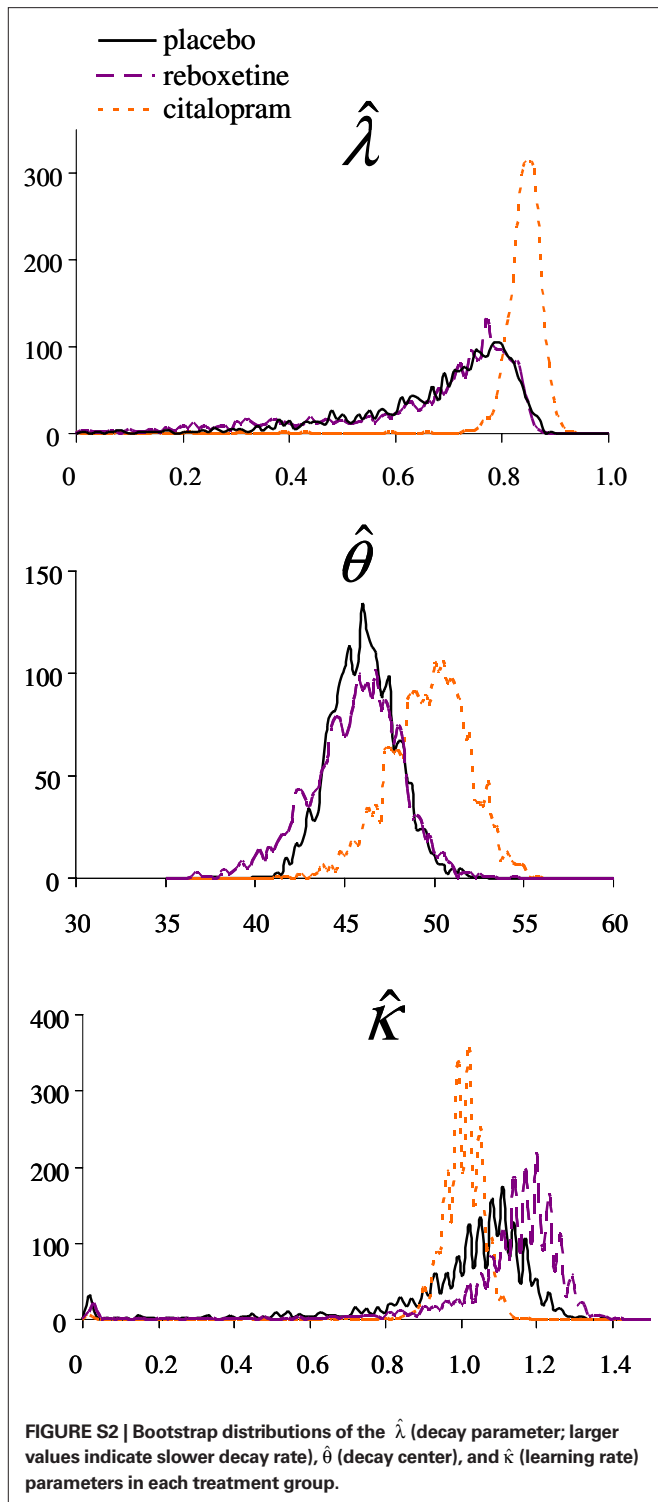 placebo
reboxetine
citalopram
λ̂
300
200
100
0
0 0.2 0.4 0.6 0.8 1.0
θ̂
150
100
50
0
30 35 40 45 50 55 60
κ̂
400
300
200
100
0
0 0.2 0.4 0.6 0.8 1.0 1.2 1.4
FIGURE S2 | Bootstrap distributions of the λ̂ (decay parameter; larger
values indicate slower decay rate), θ̂ (decay center), and κ̂ (learning rate)
parameters in each treatment group.